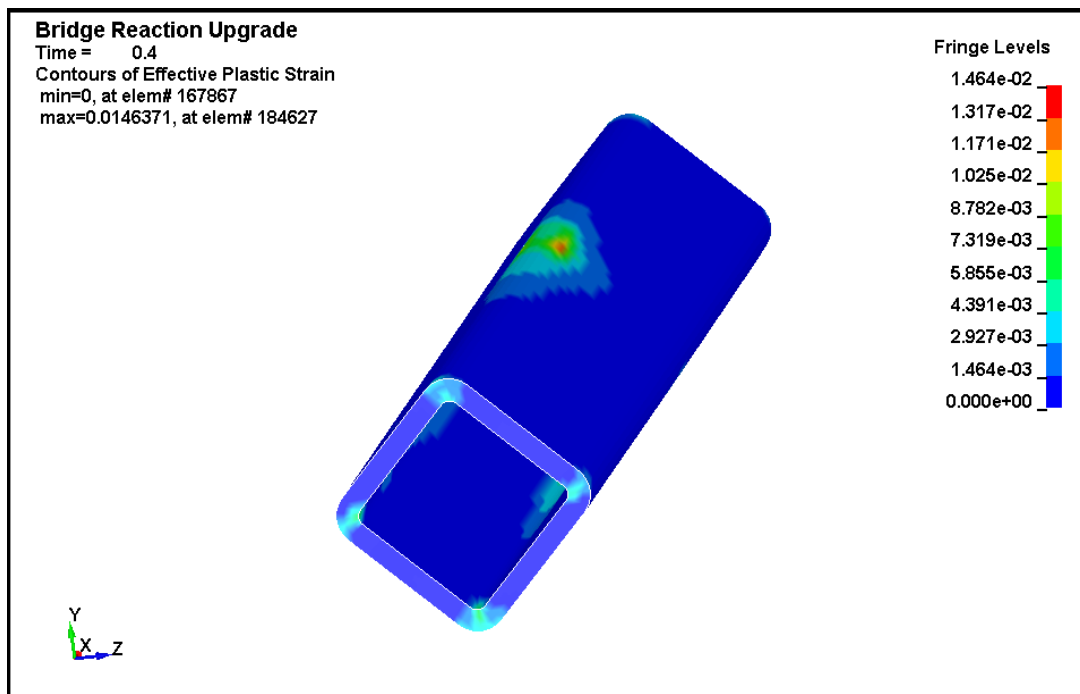 Bridge Reaction Upgrade
Time = 0.4
Contours of Effective Plastic Strain
min=0, at elem# 167867
max=0.0146371, at elem# 184627
Fringe Levels
1.464e-02
1.317e-02
1.171e-02
1.025e-02
8.782e-03
7.319e-03
5.855e-03
4.391e-03
2.927e-03
1.464e-03
0.000e+00
Y
X
Z